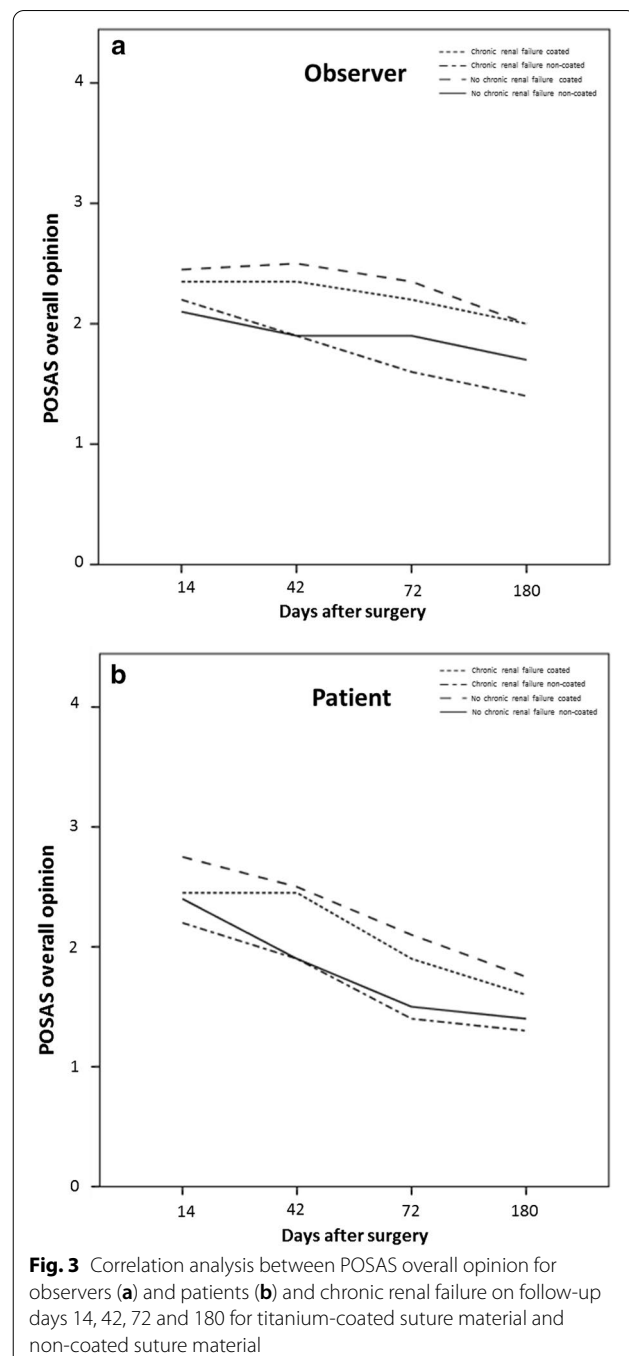 a
Observer
Chronic renal failure coated
Chronic renal failure non-coated
No chronic renal failure coated
No chronic renal failure non-coated
POSAS overall opinion
4
3
2
1
0
14 42 72 180
Days after surgery
b
Patient
Chronic renal failure coated
Chronic renal failure non-coated
No chronic renal failure coated
No chronic renal failure non-coated
POSAS overall opinion
4
3
2
1
0
14 42 72 180
Days after surgery
Fig. 3 Correlation analysis between POSAS overall opinion for
observers (a) and patients (b) and chronic renal failure on follow-up
days 14, 42, 72 and 180 for titanium-coated suture material and
non-coated suture material